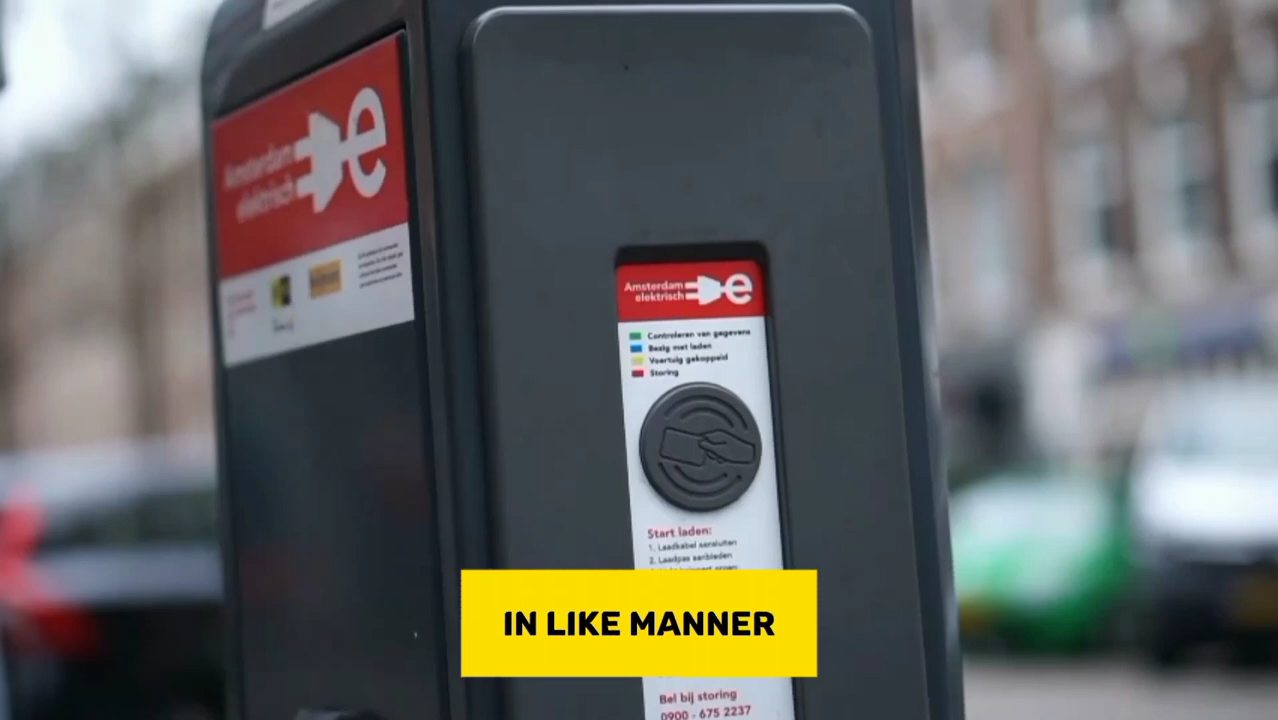 Amsterdam
elektrisch
e
Amsterdam
elektrisch
e
Controleren van gegevens
Bezig met laden
Voertuig gekoppeld
Storing
Start laden:
1. Laadkabel aansluiten
2. Laadpas aanbieden
IN LIKE MANNER
Bel bij storing
0900 - 675 2237